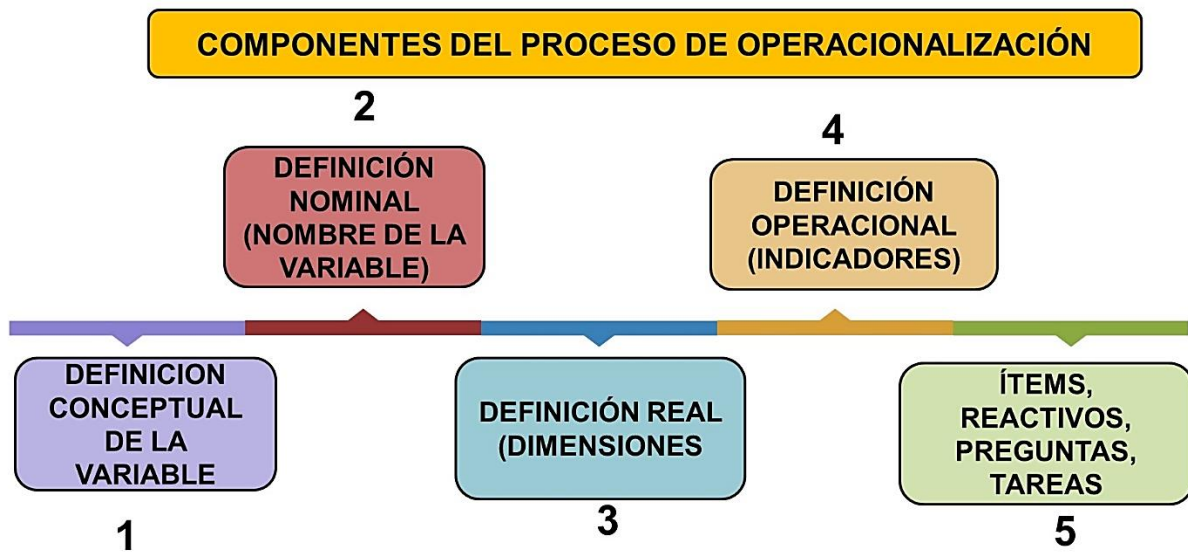 COMPONENTES DEL PROCESO DE OPERACIONALIZACIÓN
2
4
DEFINICIÓN
NOMINAL
(NOMBRE DE LA
VARIABLE)
DEFINICIÓN
OPERACIONAL
(INDICADORES)
DEFINICION
CONCEPTUAL
DE LA
VARIABLE
DEFINICIÓN REAL
(DIMENSIONES
ÍTEMS,
REACTIVOS,
PREGUNTAS,
TAREAS
1
3
5